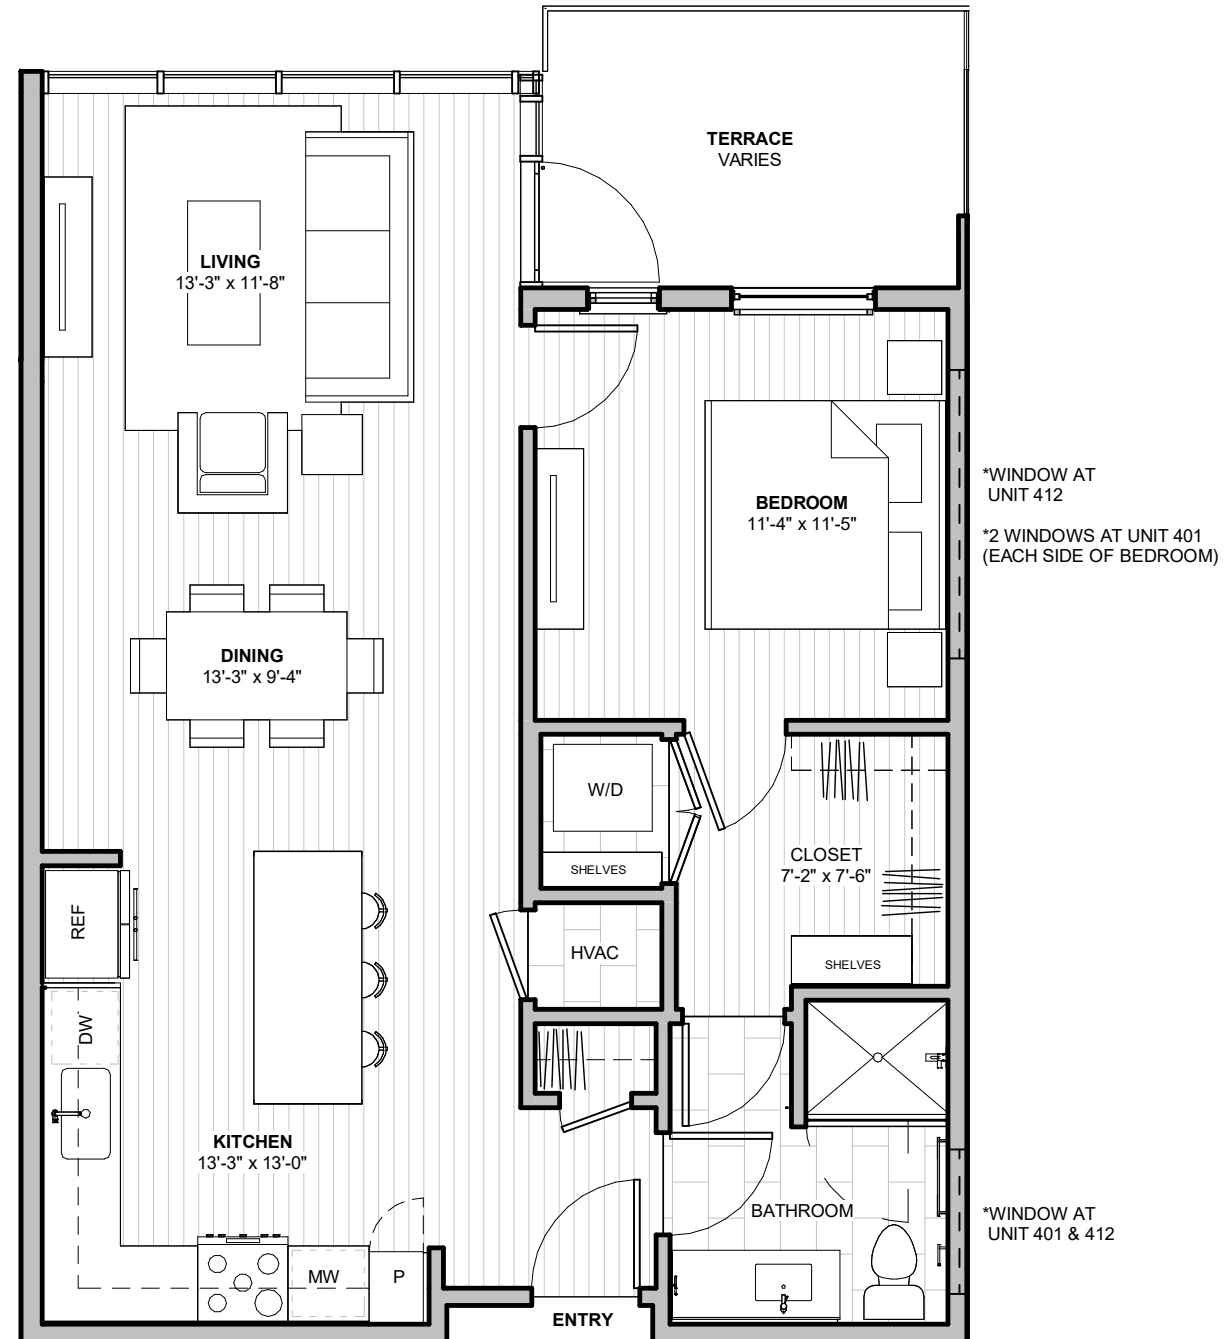 TERRACE
VARIES
LIVING
13'-3" x 11'-8"
*WINDOW AT
UNIT 412
*2 WINDOWS AT UNIT 401
(EACH SIDE OF BEDROOM)
BEDROOM
11'-4" x 11'-5"
DINING
13'-3" x 9'-4"
W/D
SHELVES
CLOSET
7'-2" x 7'-6"
REF
HVAC
SHELVES
DW
KITCHEN
13'-3" x 13'-0"
BATHROOM
*WINDOW AT
UNIT 401 & 412
MW
P
ENTRY